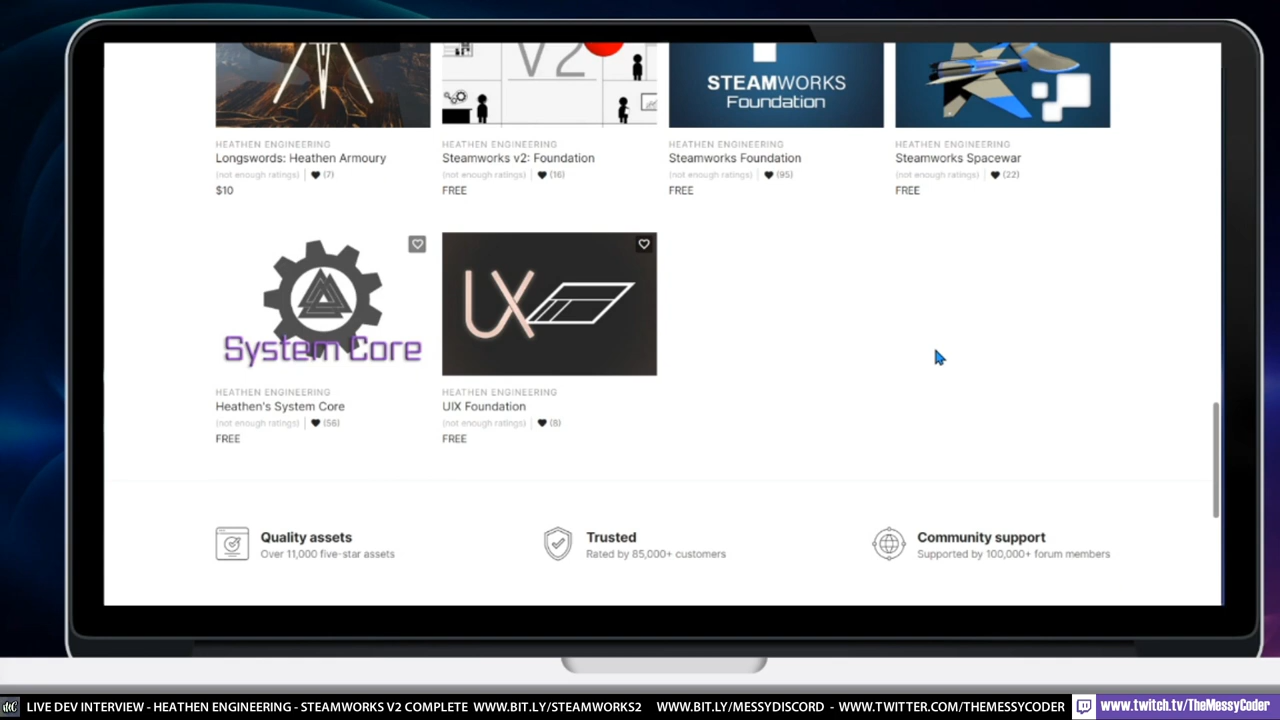 V2
STEAMWORKS
Foundation
HEATHEN ENGINEERING
Longswords: Heathen Armoury
(not enough ratings) | (7)
$10
HEATHEN ENGINEERING
Steamworks v2: Foundation
(not enough ratings) | (16)
FREE
HEATHEN ENGINEERING
Steamworks Foundation
(not enough ratings) | (95)
FREE
HEATHEN ENGINEERING
Steamworks Spacewar
(not enough ratings) | (22)
FREE
System Core
HEATHEN ENGINEERING
Heathen's System Core
(not enough ratings) | (56)
FREE
UX
HEATHEN ENGINEERING
UIX Foundation
(not enough ratings) | (8)
FREE
Quality assets
Over 11,000 five-star assets
Trusted
Rated by 85,000+ customers
Community support
Supported by 100,000+ forum members
LIVE DEV INTERVIEW - HEATHEN ENGINEERING - STEAMWORKS V2 COMPLETE WWW.BIT.LY/STEAMWORKS2 WWW.BIT.LY/MESSYDISCORD - WWW.TWITTER.COM/THEMESSYCODER
www.twitch.tv/TheMessyCoder